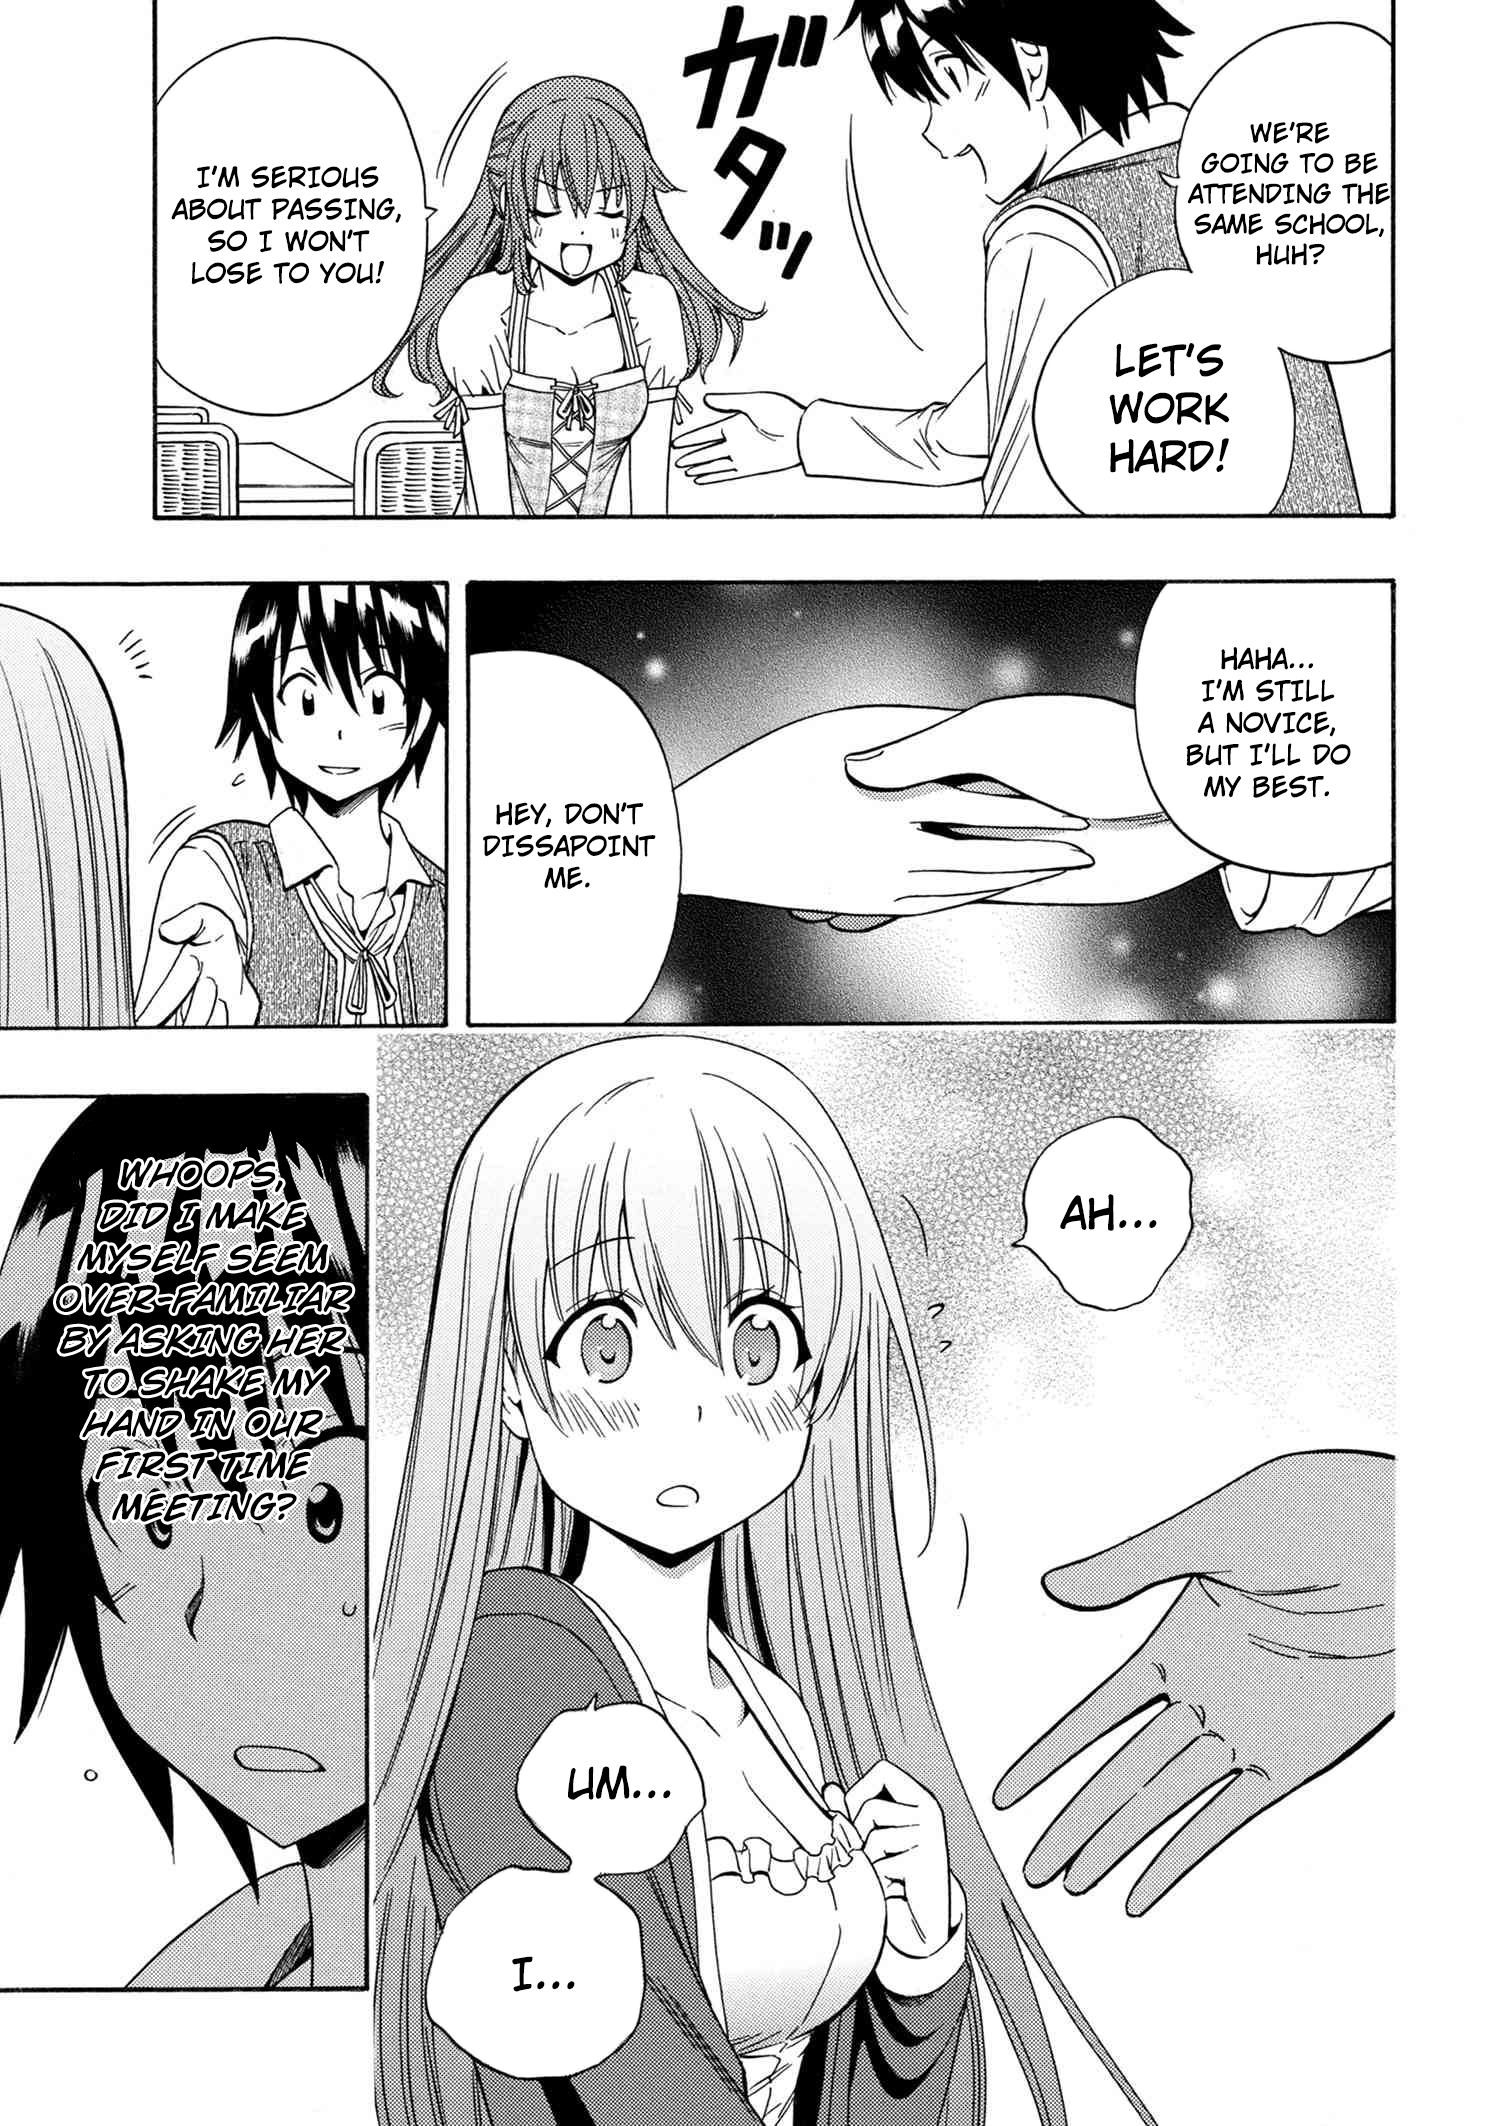 WE'RE
GOING TO BE
ATTENDING THE
SAME SCHOOL,
HUH?
LET'S
WORK
HARD!
ガタッ
I'M SERIOUS
ABOUT PASSING,
SO I WON'T
LOSE TO YOU!
HAHA...
I'M STILL
A NOVICE,
BUT I'LL DO
MY BEST.
HEY, DON'T
DISSAPOINT
ME.
AH...
UM...
I...
WHOOPS,
DID I MAKE
MYSELF SEEM
OVER-FAMILIAR
BY ASKING HER
TO SHAKE MY
HAND IN OUR
FIRST TIME
MEETING?